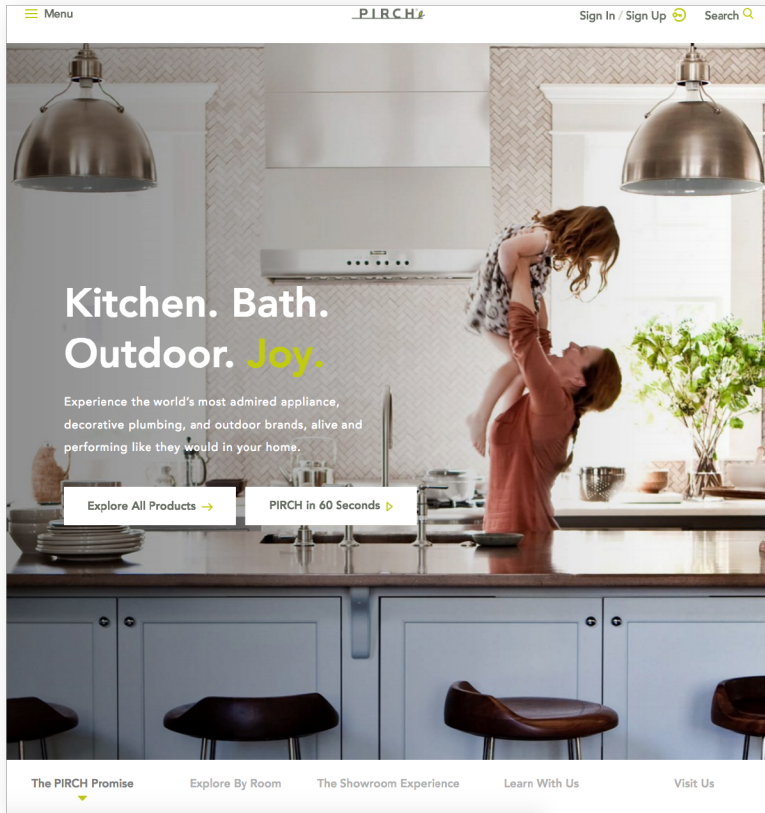 Menu
PIRCH
Sign In / Sign Up
Search
Kitchen. Bath.
Outdoor. Joy.
Experience the world's most admired appliance,
decorative plumbing, and outdoor brands, alive and
performing like they would in your home.
Explore All Products →
PIRCH in 60 Seconds
The PIRCH Promise
Explore By Room
The Showroom Experience
Learn With Us
Visit Us